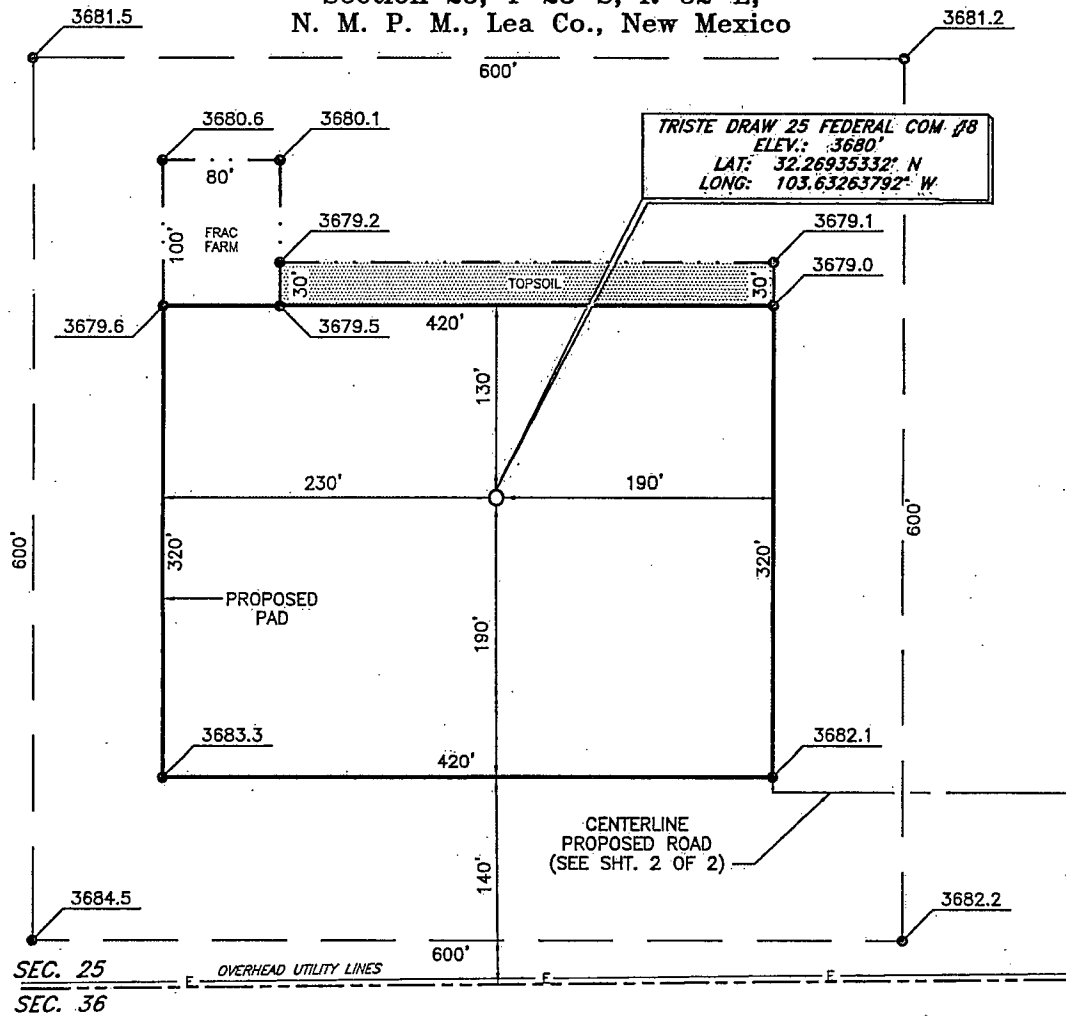 N. M. P. M., Lea Co., New Mexico
3681.5
3681.2
600'
3680.6
3680.1
80'
TRISTE DRAW 25 FEDERAL COM #8
ELEV.: 3680'
LAT: 32.26935332° N
LONG: 103.63263792° W
100'
FRAC
FARM
3679.2
3679.1
30'
TOPSOIL
30'
3679.0
3679.6
3679.5
420'
130'
230'
190'
600'
320'
320'
600'
PROPOSED
PAD
190'
3683.3
420'
3682.1
CENTERLINE
PROPOSED ROAD
(SEE SHT. 2 OF 2)
140'
3684.5
3682.2
600'
SEC. 25
OVERHEAD UTILITY LINES
E
E
E
SEC. 36